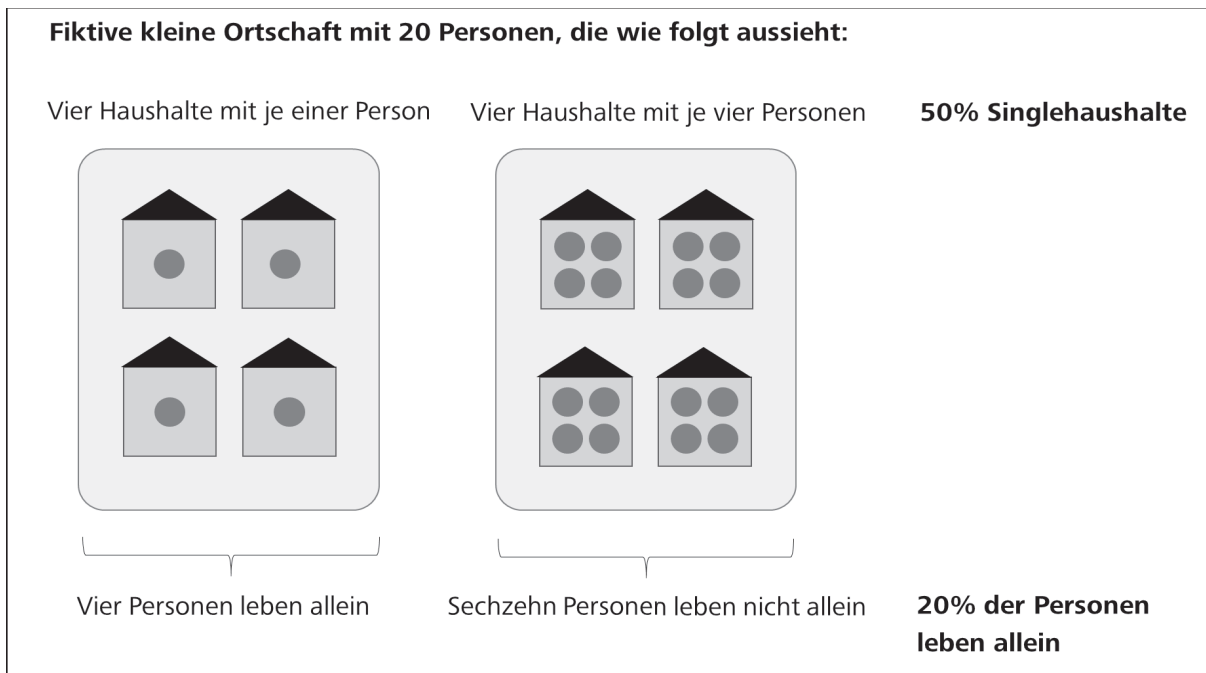 Fiktive kleine Ortschaft mit 20 Personen, die wie folgt aussieht:
Vier Haushalte mit je einer Person
Vier Haushalte mit je vier Personen
50% Singlehaushalte
Vier Personen leben allein
Sechzehn Personen leben nicht allein
20% der Personen
leben allein